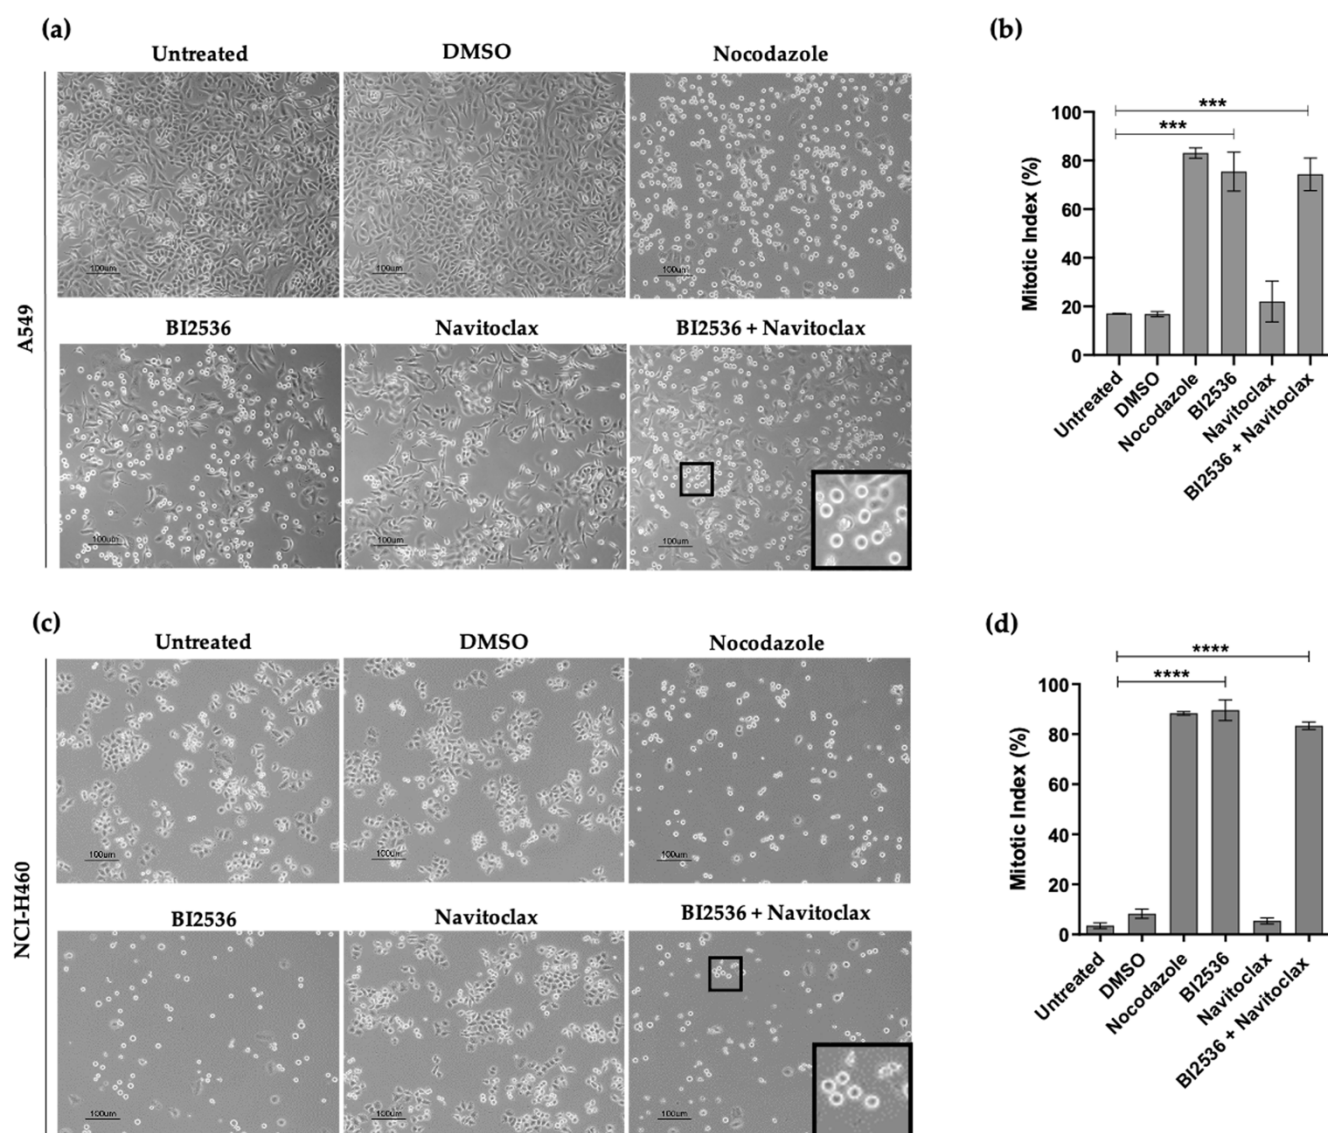 (a)
Untreated
DMSO
Nocodazole
100um
100um
100um
BI2536
Navitoclax
BI2536 + Navitoclax
100um
100um
100um
A549
(b)
Mitotic Index (%)
100
80
60
40
20
0
***
***
Untreated
DMSO
Nocodazole
BI2536
Navitoclax
BI2536 + Navitoclax
(c)
Untreated
DMSO
Nocodazole
100um
100um
100um
BI2536
Navitoclax
BI2536 + Navitoclax
100um
100um
100um
NCI-H460
(d)
Mitotic Index (%)
100
80
60
40
20
0
****
****
Untreated
DMSO
Nocodazole
BI2536
Navitoclax
BI2536 + Navitoclax